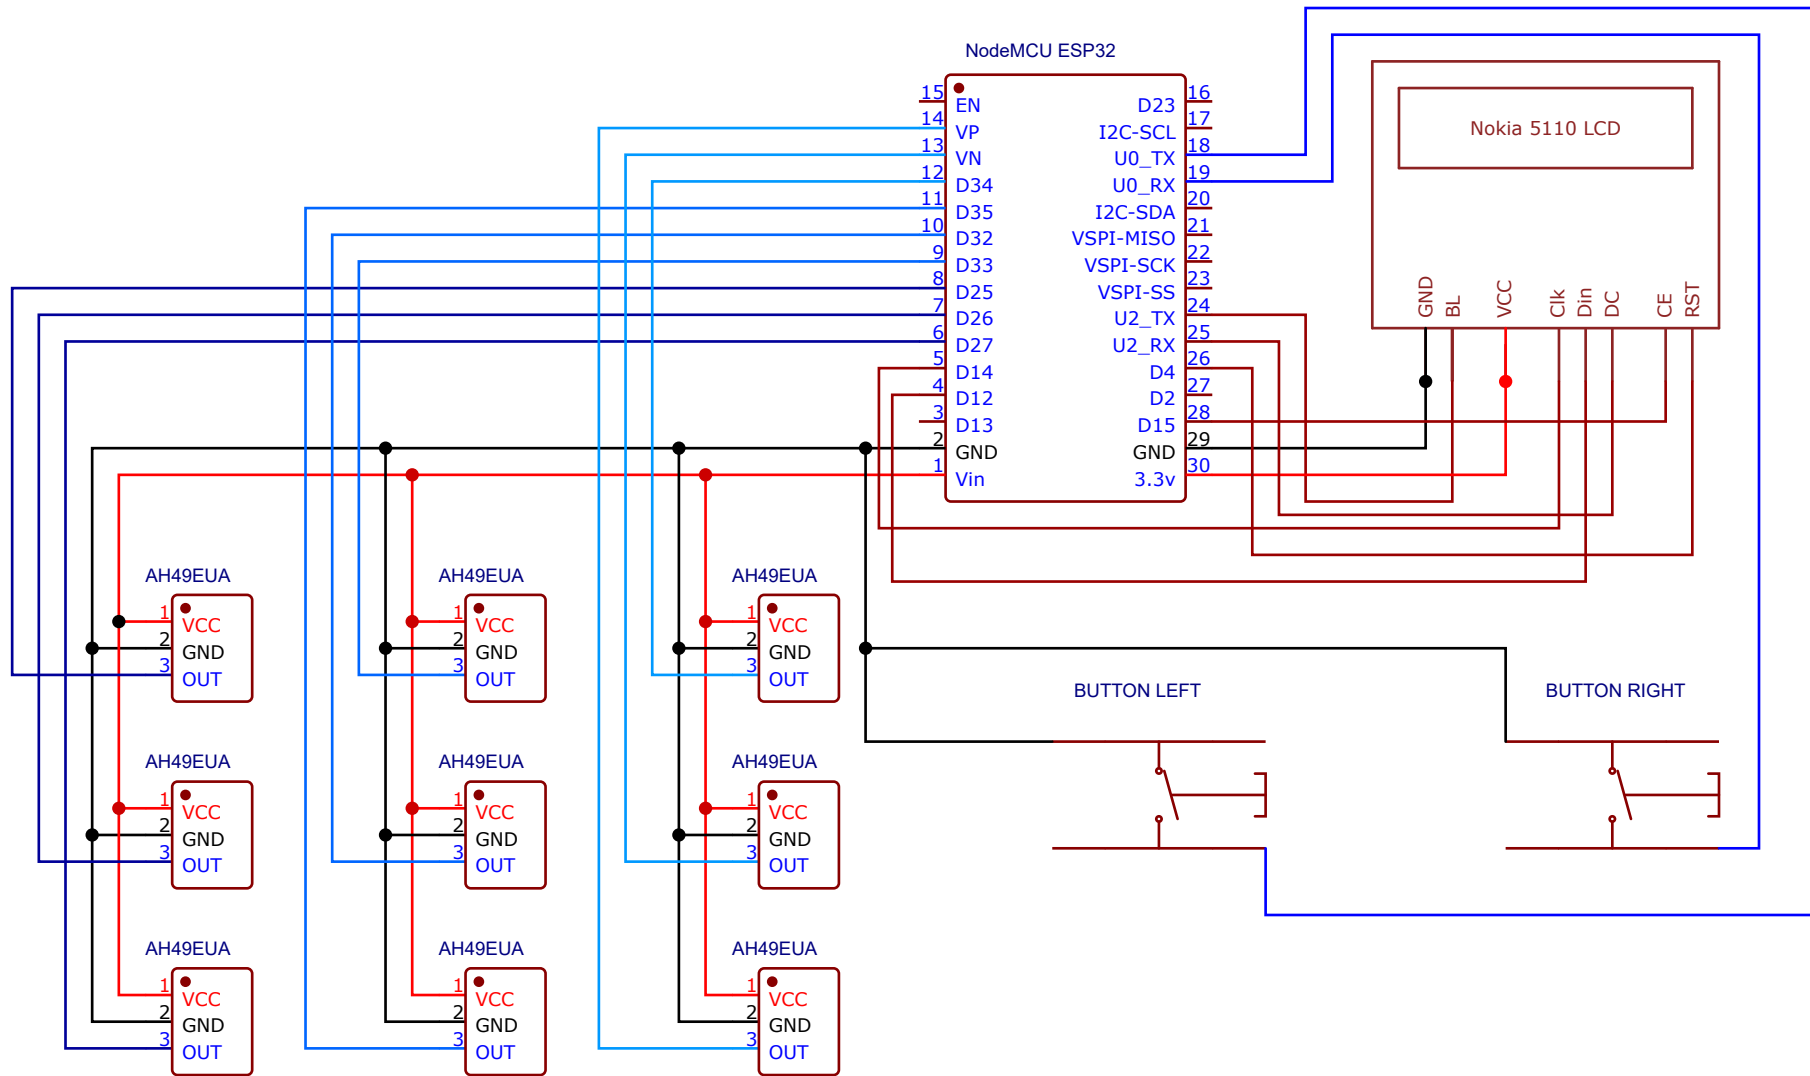 NodeMCU ESP32
15 EN
14 VP
13 VN
12 D34
11 D35
10 D32
9 D33
8 D25
7 D26
6 D27
5 D14
4 D12
3 D13
2 GND
1 Vin
D23 16
I2C-SCL 17
U0_TX 18
U0_RX 19
I2C-SDA 20
VSPI-MISO 21
VSPI-SCK 22
VSPI-SS 23
U2_TX 24
U2_RX 25
D4 26
D2 27
D15 28
GND 29
3.3v 30
Nokia 5110 LCD
GND
BL
VCC
Clk
Din
DC
CE
RST
AH49EUA
1 VCC
2 GND
3 OUT
AH49EUA
1 VCC
2 GND
3 OUT
AH49EUA
1 VCC
2 GND
3 OUT
BUTTON LEFT
BUTTON RIGHT
AH49EUA
1 VCC
2 GND
3 OUT
AH49EUA
1 VCC
2 GND
3 OUT
AH49EUA
1 VCC
2 GND
3 OUT
AH49EUA
1 VCC
2 GND
3 OUT
AH49EUA
1 VCC
2 GND
3 OUT
AH49EUA
1 VCC
2 GND
3 OUT